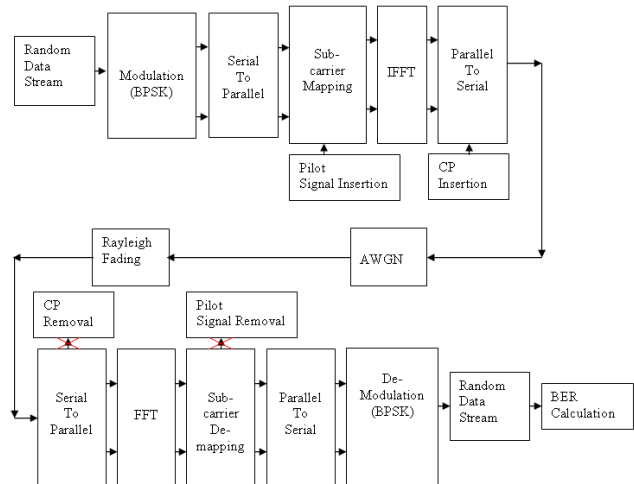 Random
Data
Stream
Modulation
(BPSK)
Serial
To
Parallel
Sub-
carrier
Mapping
IFFT
Parallel
To
Serial
Pilot
Signal Insertion
CP
Insertion
Rayleigh
Fading
AWGN
CP
Removal
Pilot
Signal Removal
Serial
To
Parallel
FFT
Sub-
carrier
De-
mapping
Parallel
To
Serial
De-
Modulation
(BPSK)
Random
Data
Stream
BER
Calculation